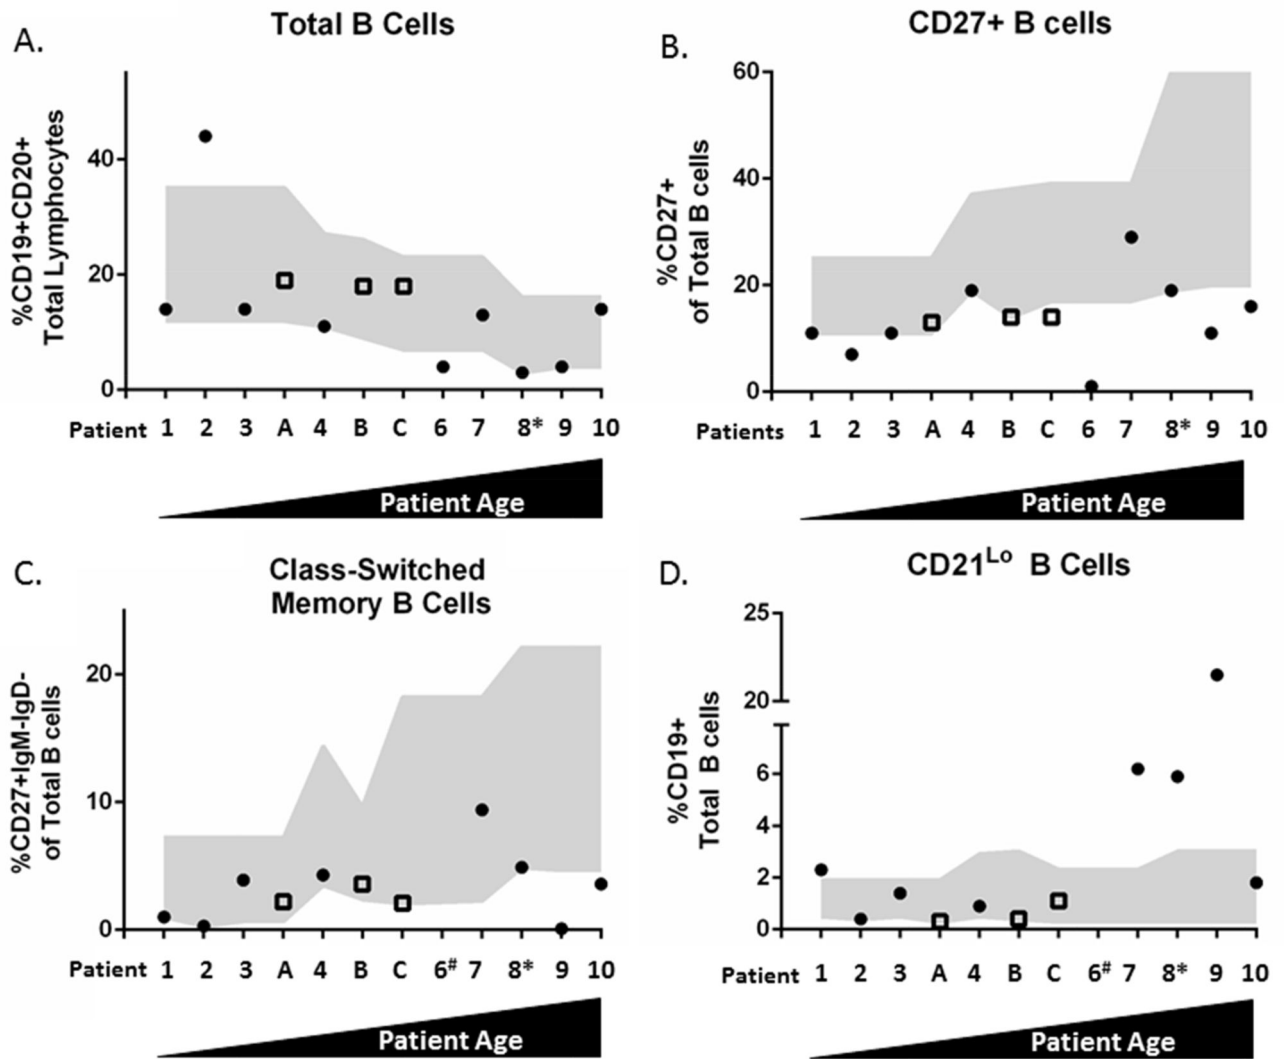 A.
Total B Cells
%CD19+CD20+
Total Lymphocytes
40
20
0
Patient 1 2 3 A 4 B C 6 7 8* 9 10
Patient Age
B.
CD27+ B cells
%CD27+
of Total B cells
60
40
20
0
Patients 1 2 3 A 4 B C 6 7 8* 9 10
Patient Age
C.
Class-Switched
Memory B Cells
%CD27+IgM-IgD-
of Total B cells
20
10
0
Patient 1 2 3 A 4 B C 6# 7 8* 9 10
Patient Age
D.
CD21Lo B Cells
%CD19+
Total B cells
25
20
6
4
2
0
Patient 1 2 3 A 4 B C 6# 7 8* 9 10
Patient Age